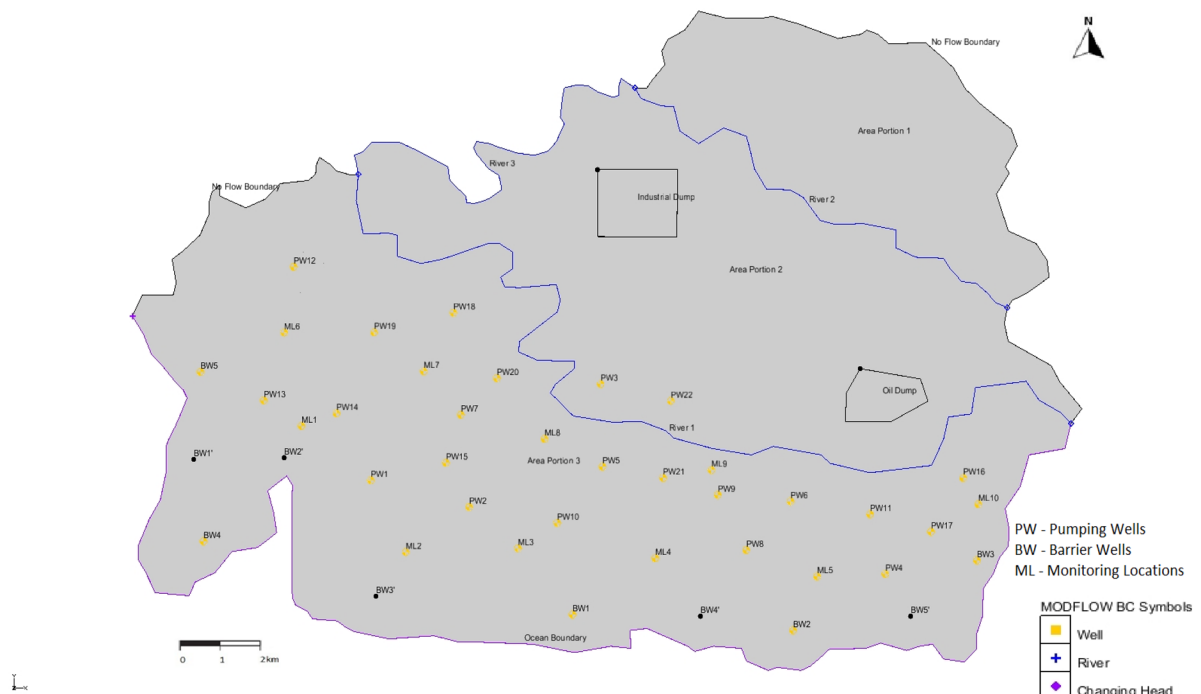 N
No Flow Boundary
Area Portion 1
River 3
No Flow Boundary
Industrial Dump
River 2
PW12
Area Portion 2
PW18
ML6
PW19
BW5
ML7
PW20
PW3
Oil Dump
PW13
PW22
PW14
PW7
ML1
River 1
ML8
BW1'
BW2'
PW15
Area Portion 3
PW5
ML9
PW1
PW21
PW16
PW9
PW6
ML10
PW2
PW11
PW10
PW17
PW - Pumping Wells
BW4
ML2
ML3
PW8
BW - Barrier Wells
ML4
BW3
ML5
PW4
ML - Monitoring Locations
BW3'
BW1
BW4'
BW5'
MODFLOW BC Symbols
BW2
Ocean Boundary
Well
0 1 2km
River
Changing Head